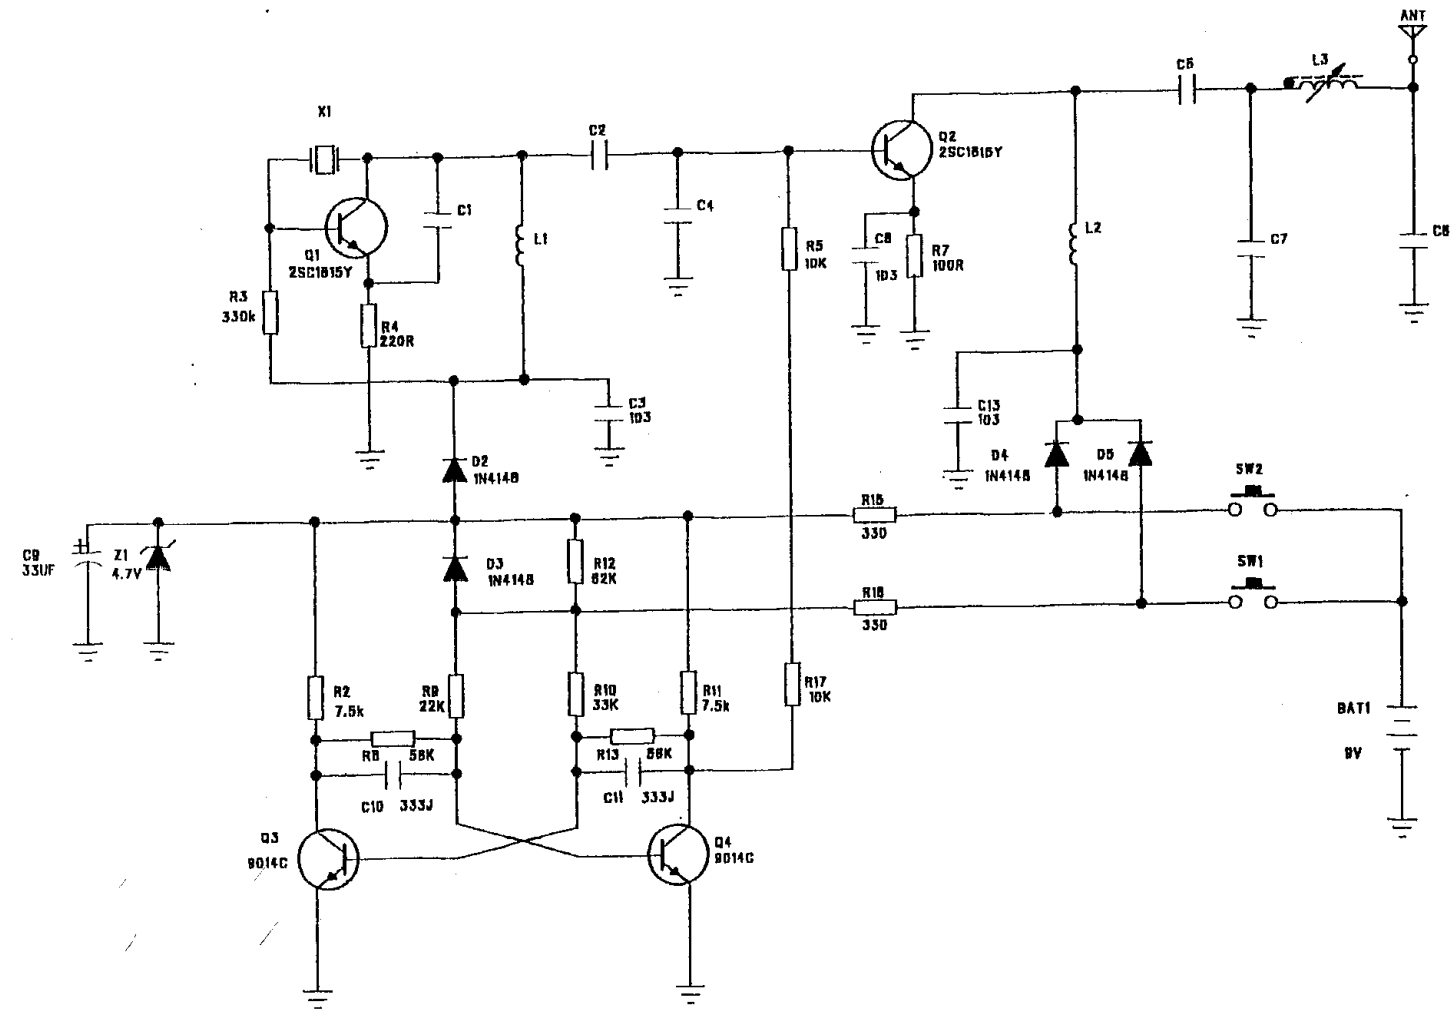 ANT
L3
C5
X1
C2
Q2
2SC1815Y
C4
C1
L1
R5
10K
C8
103
R7
100R
L2
C7
C6
Q1
2SC1815Y
R3
330k
R4
220R
C3
103
C13
103
D2
1N4148
D4
1N4148
D5
1N4148
SW2
R15
330
C9
33UF
Z1
4.7V
D3
1N4148
R12
82K
SW1
R16
330
R2
7.5k
R9
22K
R10
33K
R11
7.5k
R17
10K
BAT1
9V
R8
56K
R13
56K
C10
333J
C11
333J
Q3
9014C
Q4
9014C